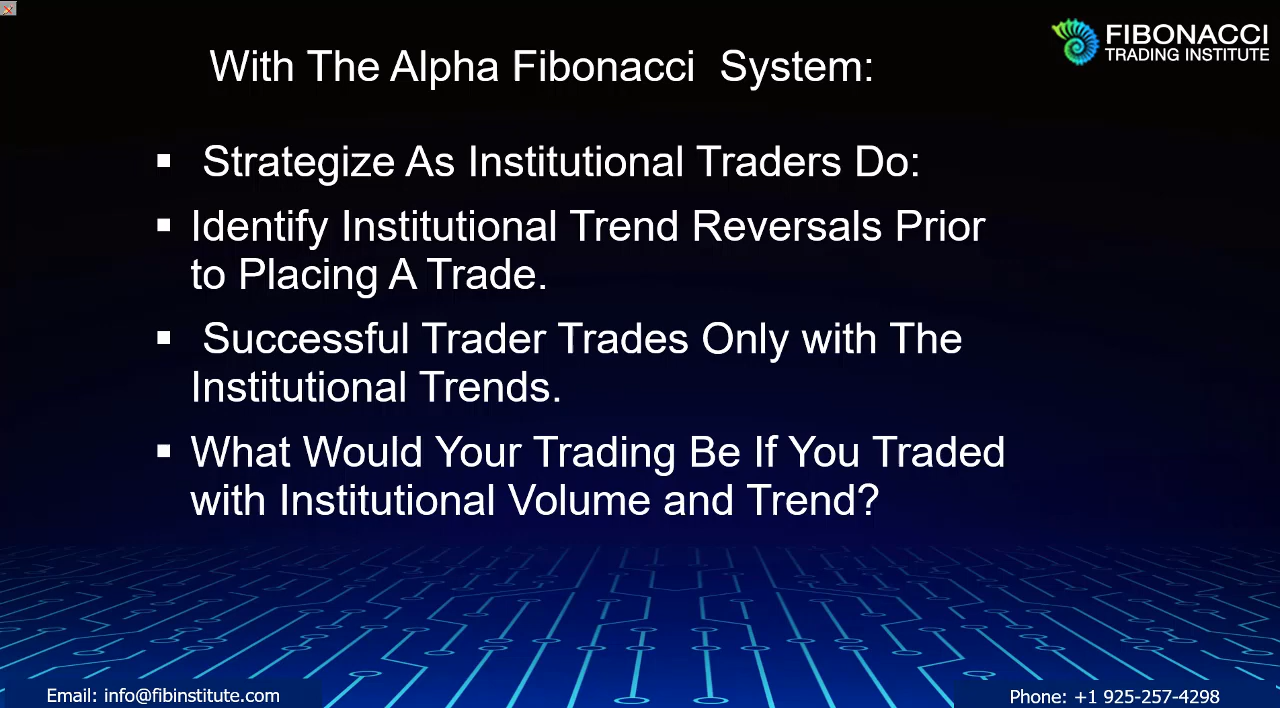 With The Alpha Fibonacci  System:
FIBONACCI
TRADING INSTITUTE
▪  Strategize As Institutional Traders Do:
▪ Identify Institutional Trend Reversals Prior
to Placing A Trade.
▪  Successful Trader Trades Only with The
Institutional Trends.
▪ What Would Your Trading Be If You Traded
with Institutional Volume and Trend?
Email: info@fibinstitute.com
Phone: +1 925-257-4298